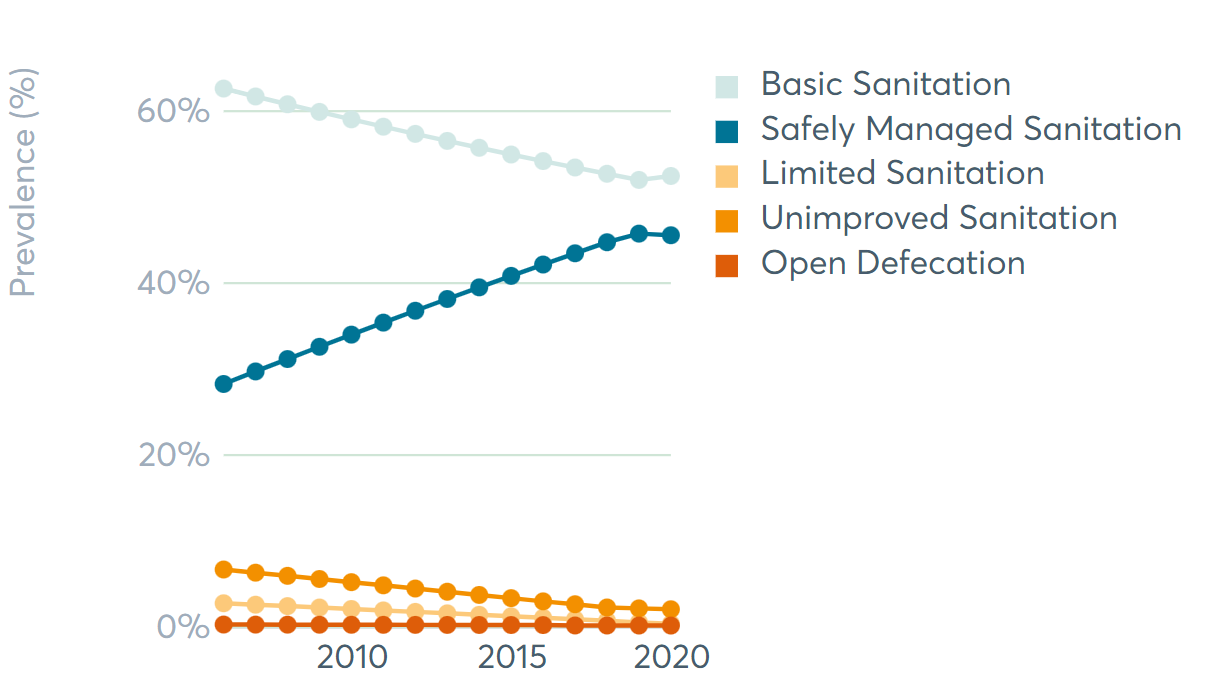 Prevalence (%)
60%
40%
20%
0%
2010
2015
2020
Basic Sanitation
Safely Managed Sanitation
Limited Sanitation
Unimproved Sanitation
Open Defecation